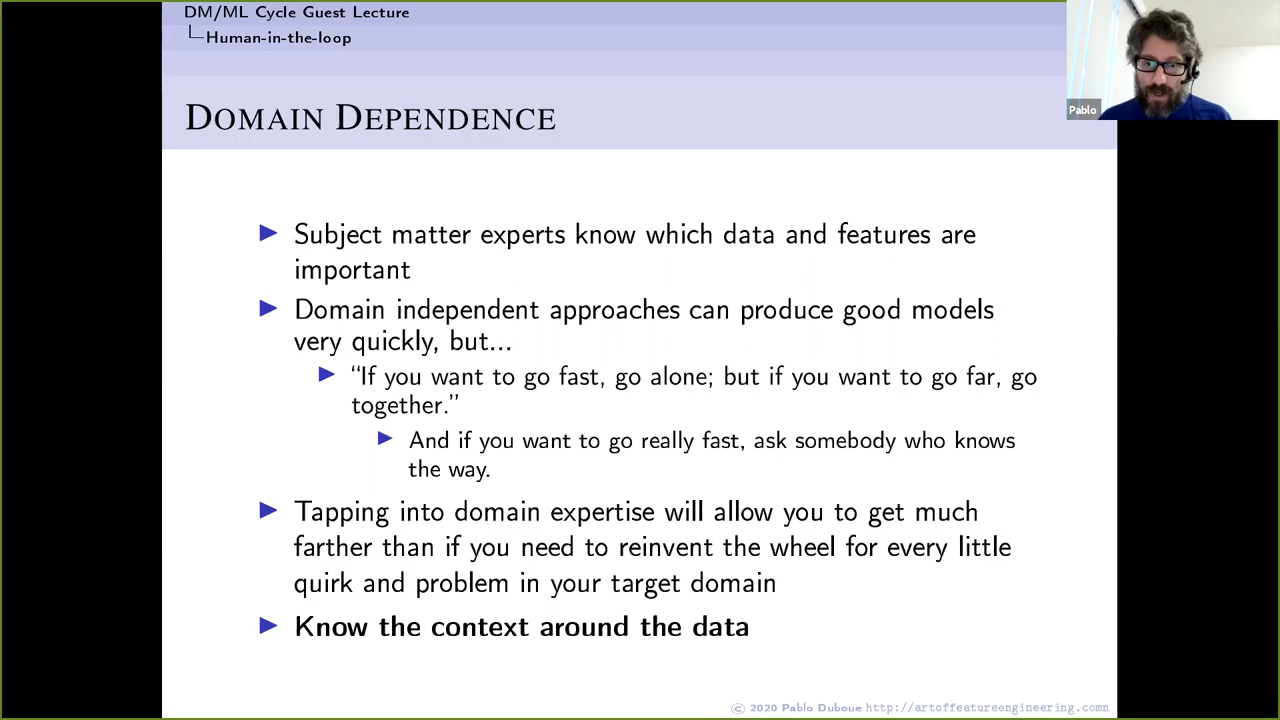 DM/ML Cycle Guest Lecture
Human-in-the-loop
DOMAIN DEPENDENCE
Pablo
Subject matter experts know which data and features are
important
Domain independent approaches can produce good models
very quickly, but...
“If you want to go fast, go alone; but if you want to go far, go
together.”
And if you want to go really fast, ask somebody who knows
the way.
Tapping into domain expertise will allow you to get much
farther than if you need to reinvent the wheel for every little
quirk and problem in your target domain
Know the context around the data
© 2020 Pablo Duboue http://artoffeatureengineering.comn